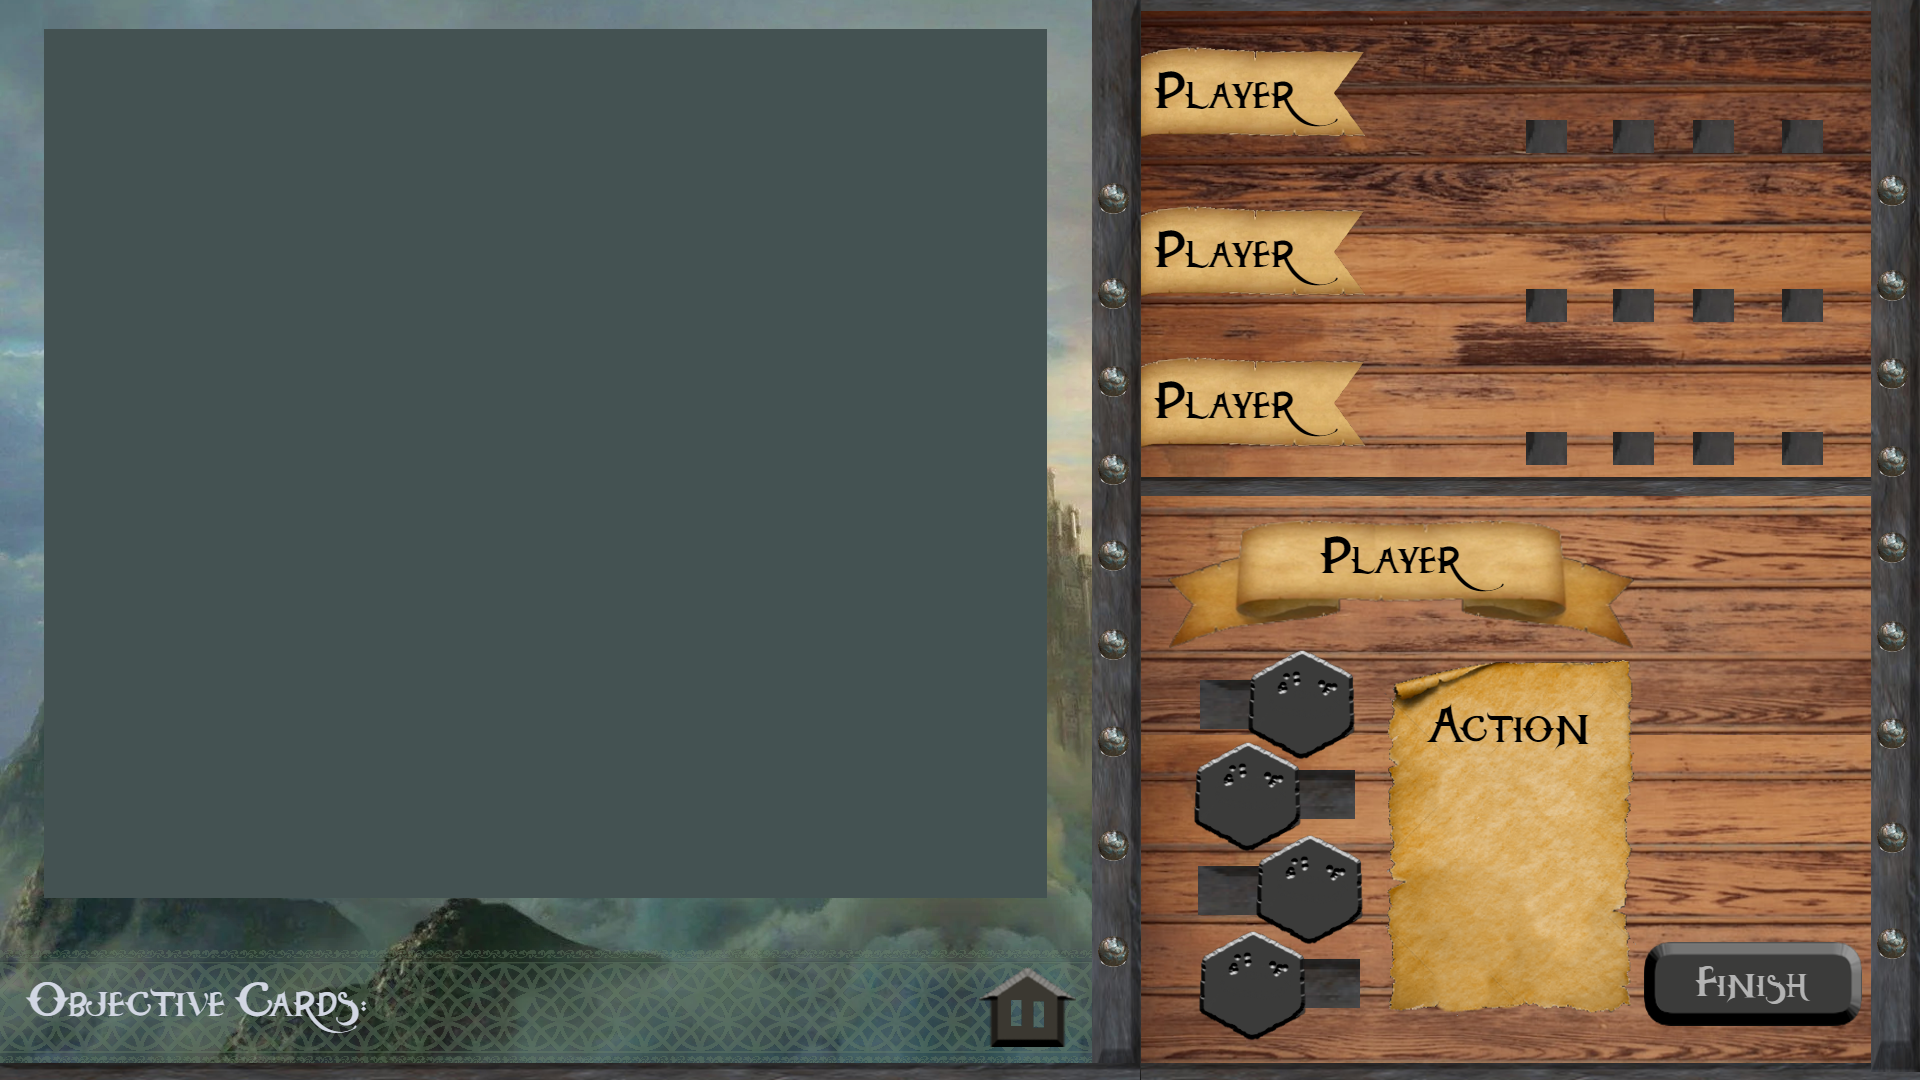 Player
Player
Player
Player
Action
Objective Cards:
Finish